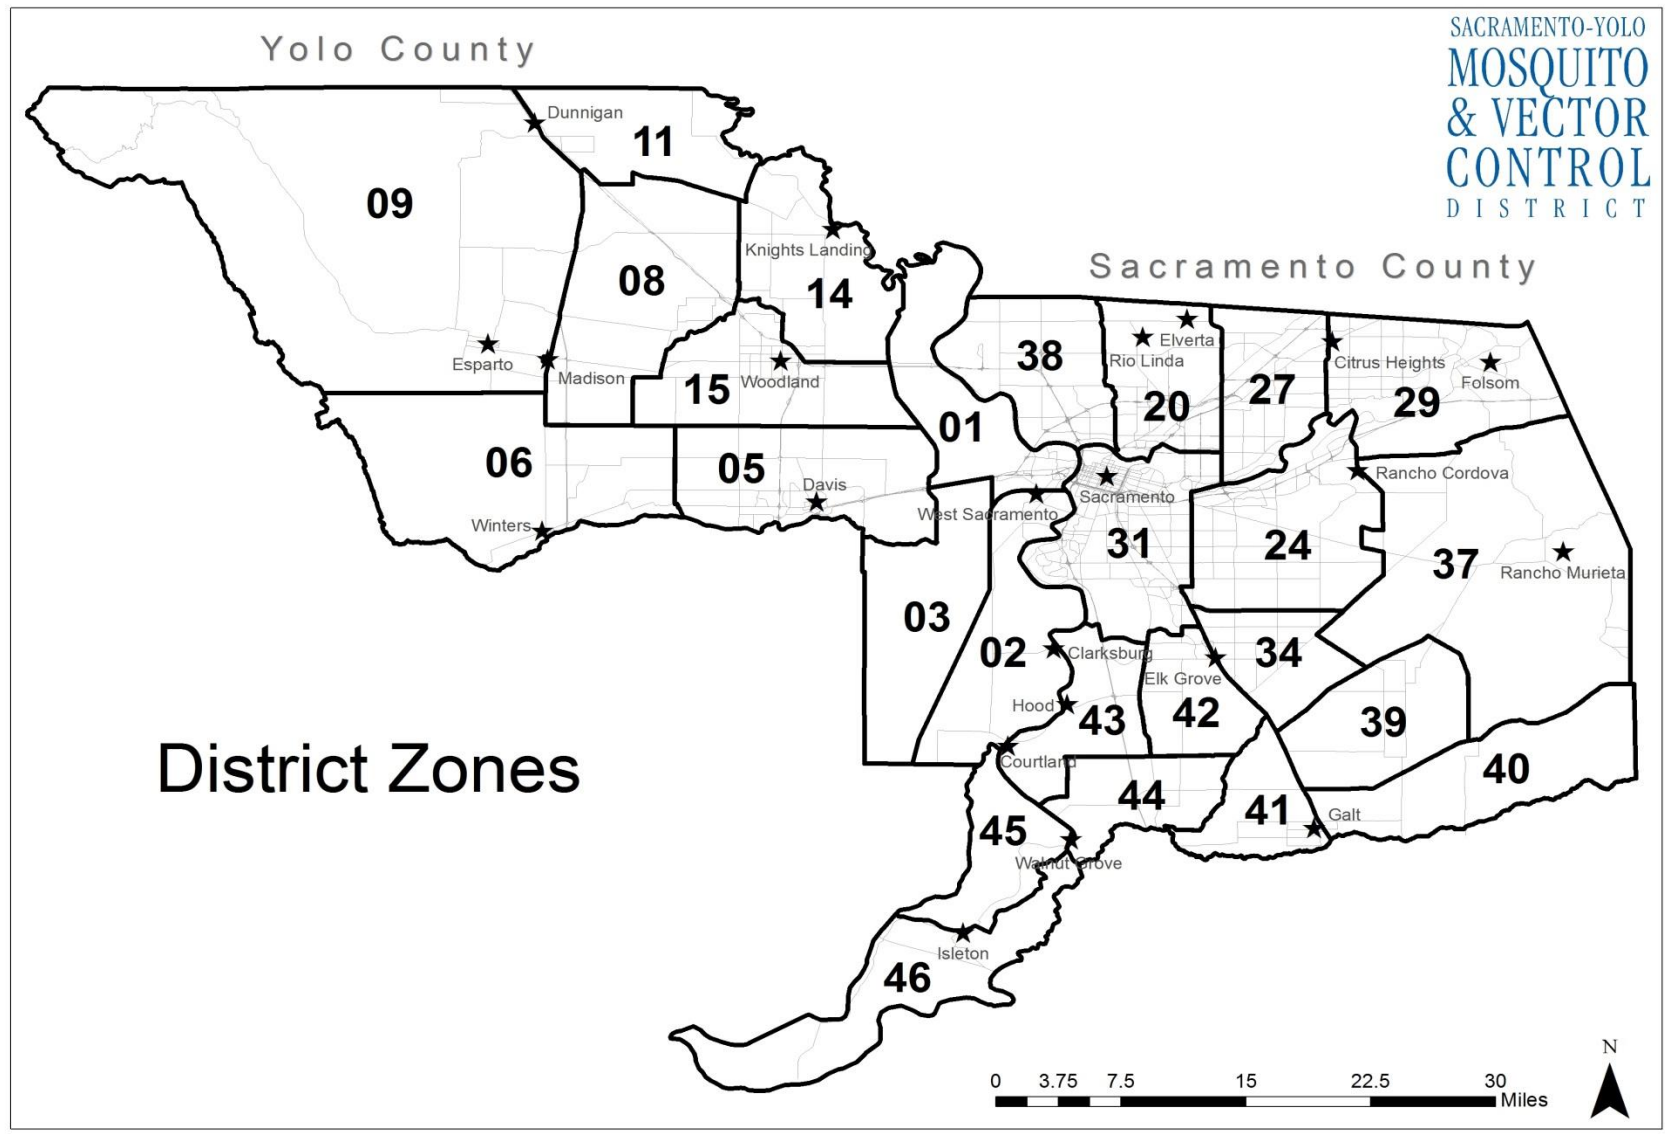 SACRAMENTO-YOLO
MOSQUITO
& VECTOR
CONTROL
DISTRICT
Yolo County
Sacramento County
Dunnigan
11
09
Knights Landing
08
14
Elverta
Rio Linda
38
Citrus Heights
Esparto
Madison
Woodland
Folsom
15
20
27
29
01
06
05
Davis
Rancho Cordova
Sacramento
West Sacramento
Winters
31
24
37
Rancho Murieta
03
02
Clarksburg
34
Elk Grove
Hood
43
42
39
Courtland
District Zones
44
40
41
Galt
45
Walnut Grove
Isleton
46
N
0 3.75 7.5 15 22.5 30
Miles